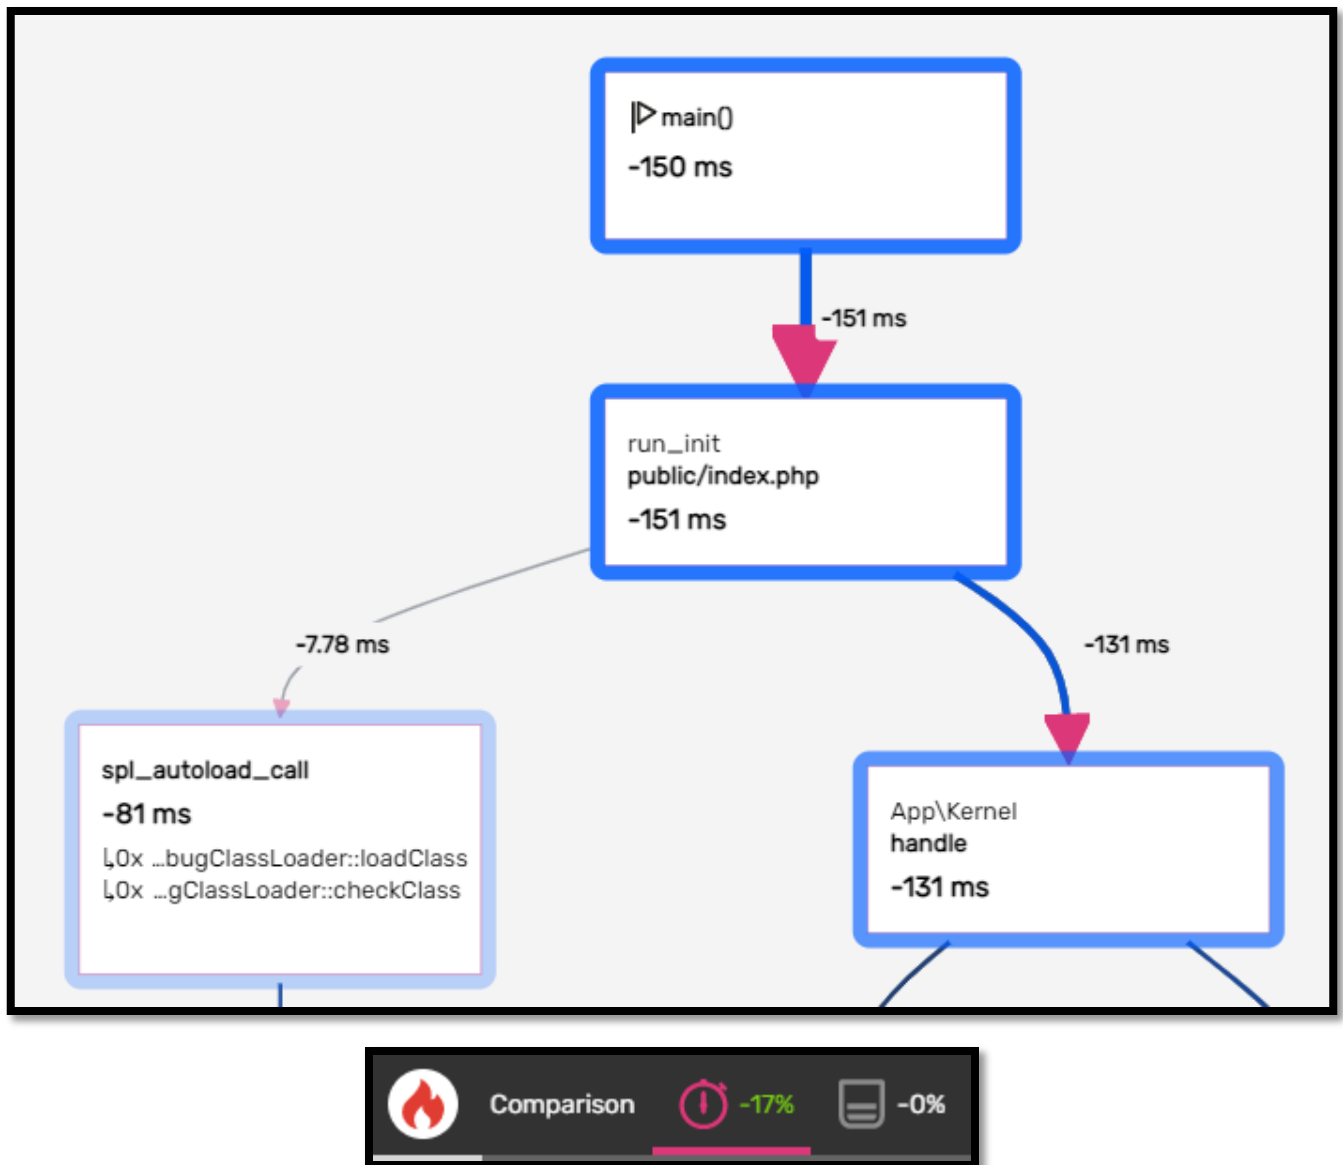 main()
-150 ms
-151 ms
run_init
public/index.php
-151 ms
-7.78 ms
-131 ms
spl_autoload_call
-81 ms
↳0x …bugClassLoader::loadClass
↳0x …gClassLoader::checkClass
App\Kernel
handle
-131 ms
Comparison -17% -0%